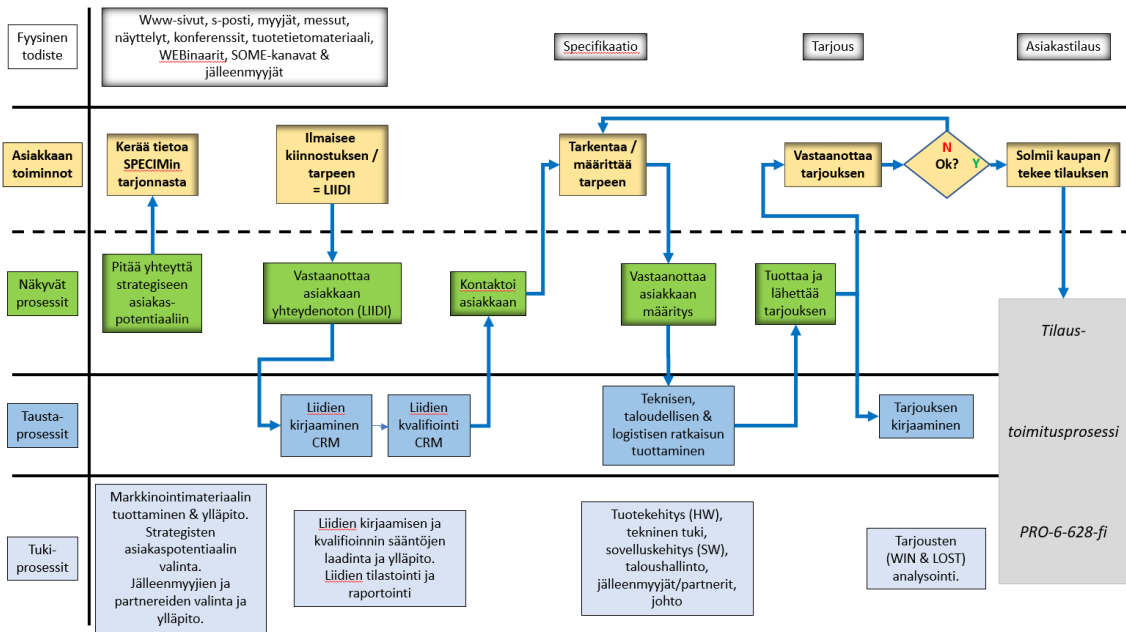 Fyysinen
todiste
Www-sivut, s-posti, myyjät, messut,
näyttelyt, konferenssit, tuotetietomateriaali,
WEBinaarit, SOME-kanavat &
jälleenmyyjät
Specifikaatio
Tarjous
Asiakastilaus
Asiakkaan
toiminnot
Kerää tietoa
SPECIMin
tarjonnasta
Ilmaisee
kiinnostuksen /
tarpeen
= LIIDI
Tarkentaa /
määrittää
tarpeen
Vastaanottaa
tarjouksen
N
Ok?
Y
Solmii kaupan /
tekee tilauksen
Näkyvät
prosessit
Pitää yhteyttä
strategiseen
asiakas-
potentiaaliin
Vastaanottaa
asiakkaan
yhteydenoton (LIIDI)
Kontaktoi
asiakkaan
Vastaanottaa
asiakkaan
määritys
Tuottaa ja
lähettää
tarjouksen
Tilaus-
toimitusprosessi
PRO-6-628-fi
Tausta-
prosessit
Liidien
kirjaaminen
CRM
Liidien
kvalifiointi
CRM
Teknisen,
taloudellisen &
logistisen ratkaisun
tuottaminen
Tarjouksen
kirjaaminen
Tuki-
prosessit
Markkinointimateriaalin
tuottaminen & ylläpito.
Strategisten
asiakaspotentiaalin
valinta.
Jälleenmyyjien ja
partnereiden valinta ja
ylläpito.
Liidien kirjaamisen ja
kvalifioinnin sääntöjen
laadinta ja ylläpito.
Liidien tilastointi ja
raportointi
Tuotekehitys (HW),
tekninen tuki,
sovelluskehitys (SW),
taloushallinto,
jälleenmyyjät/partnerit,
johto
Tarjousten
(WIN & LOST)
analysointi.